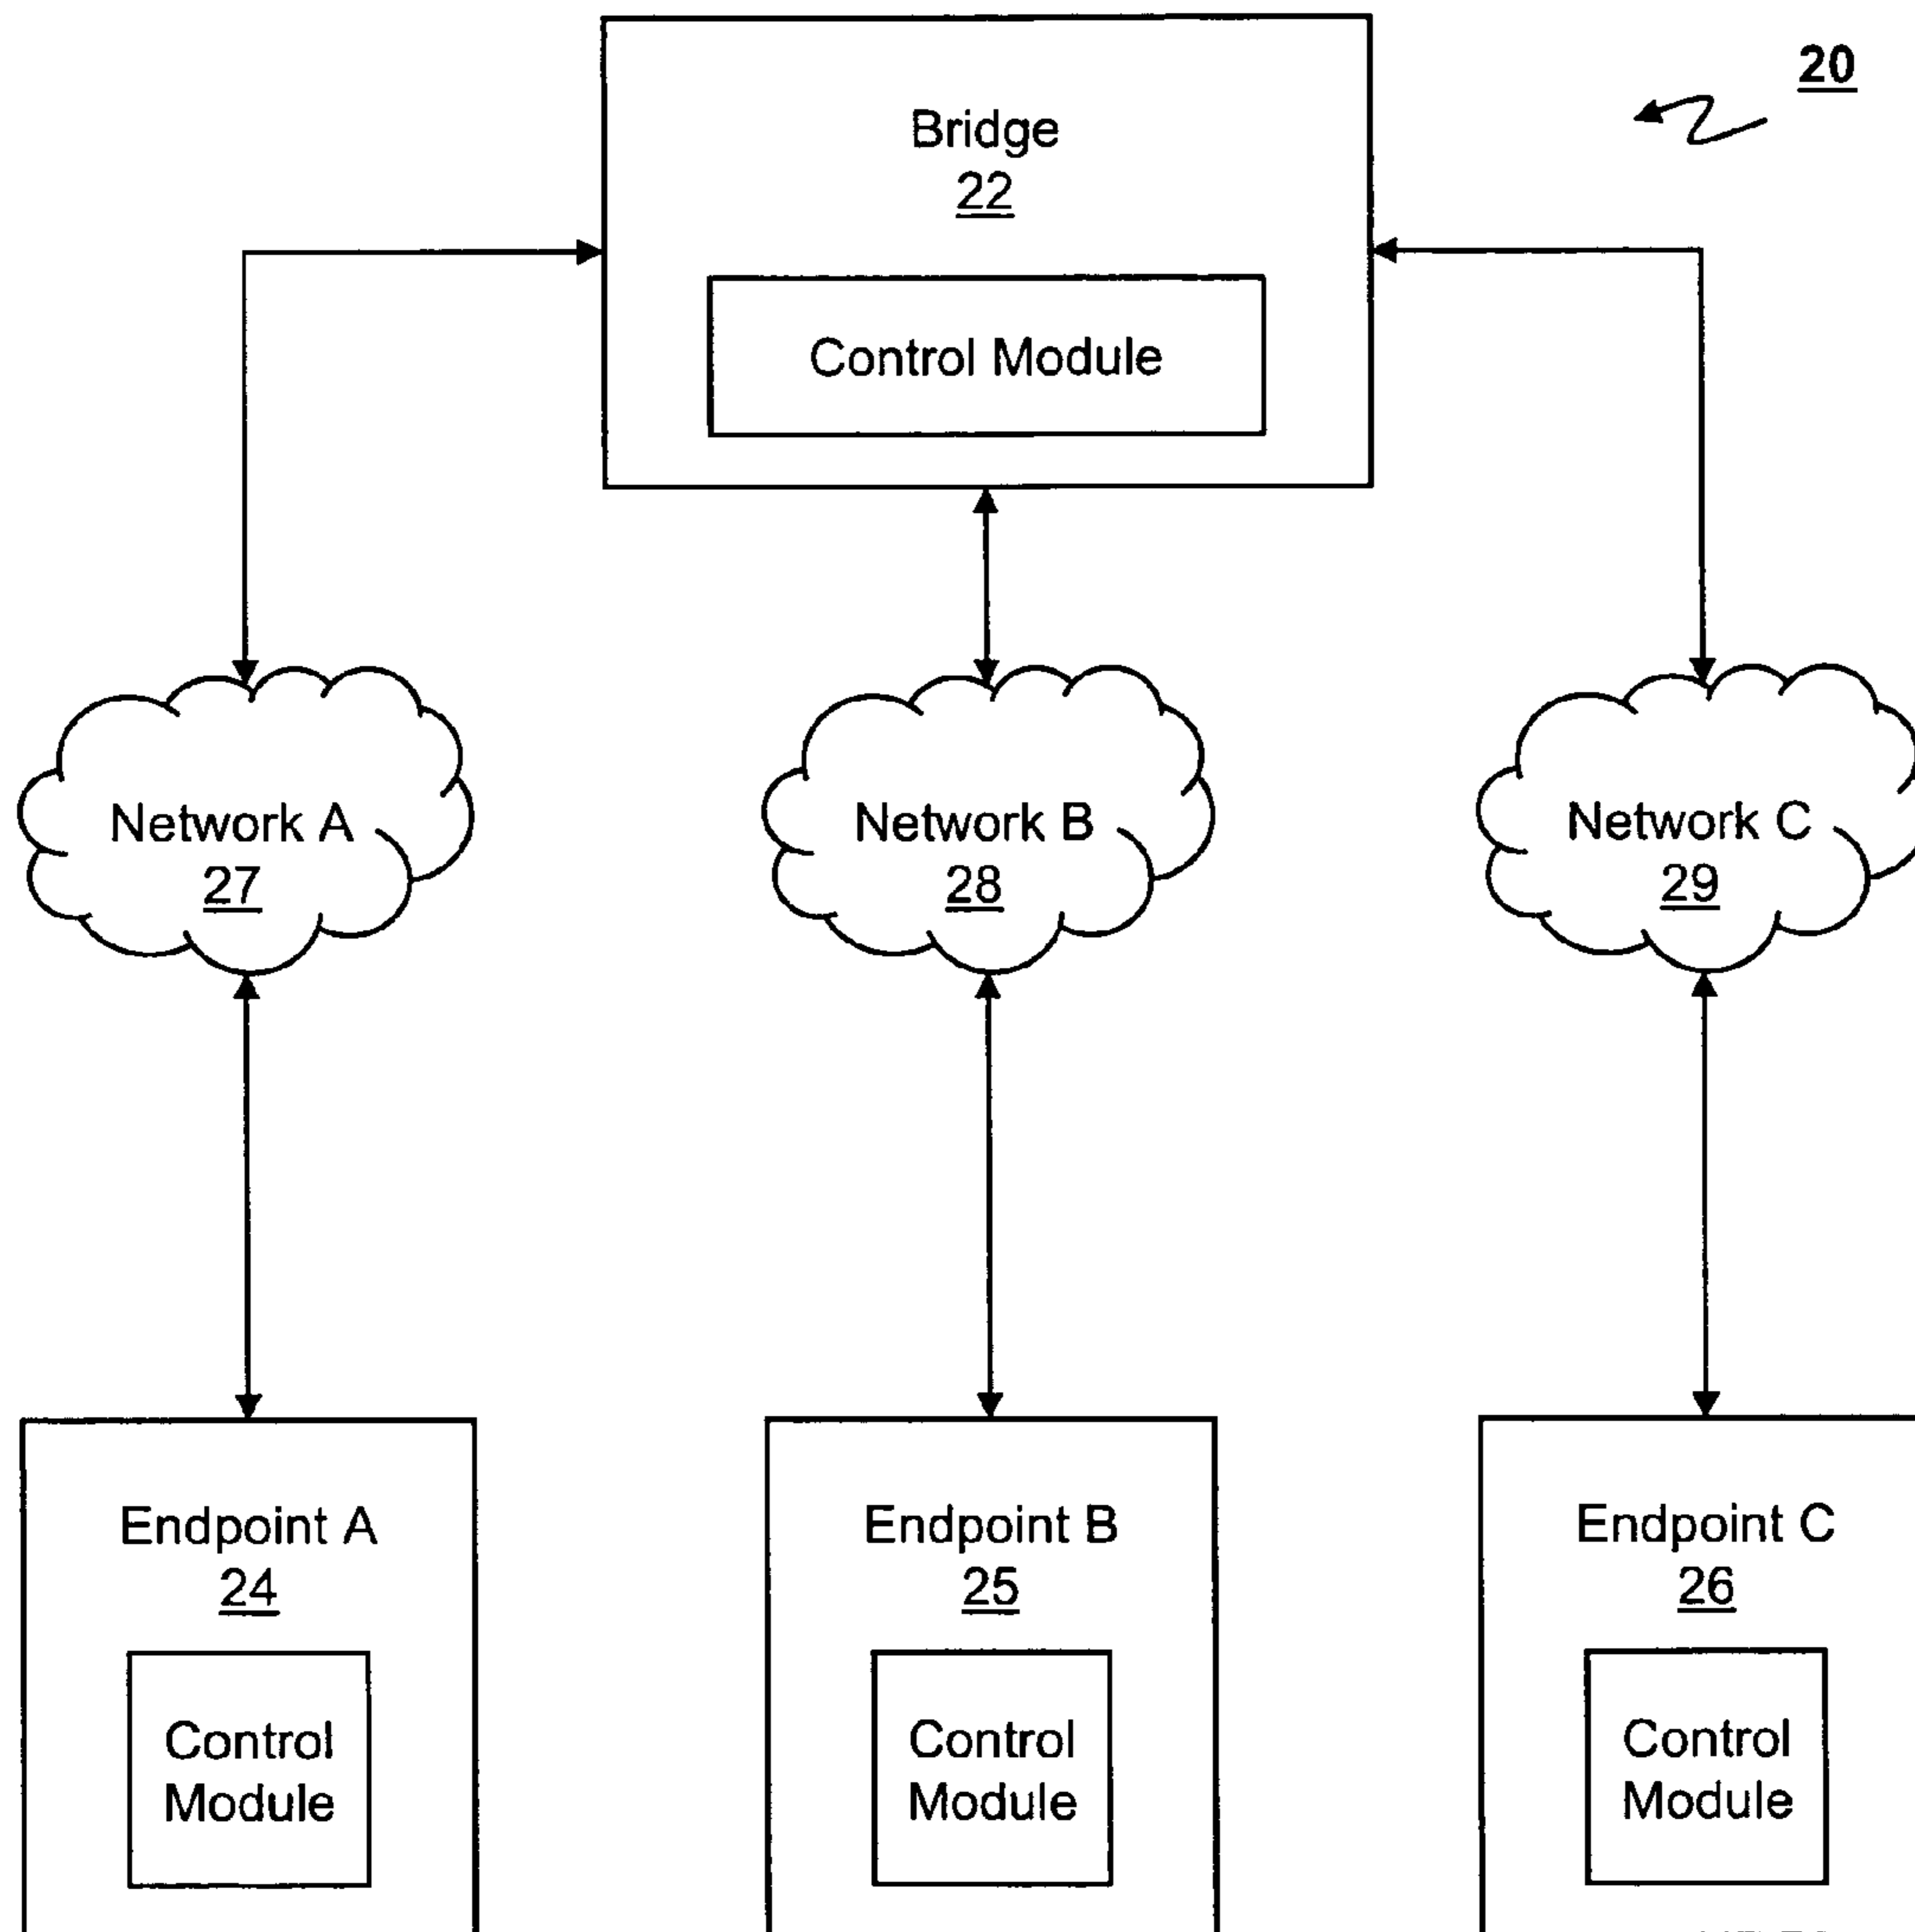 20
Bridge
22
Control Module
Network A
27
Network B
28
Network C
29
Endpoint A
24
Endpoint B
25
Endpoint C
26
Control
Module
Control
Module
Control
Module